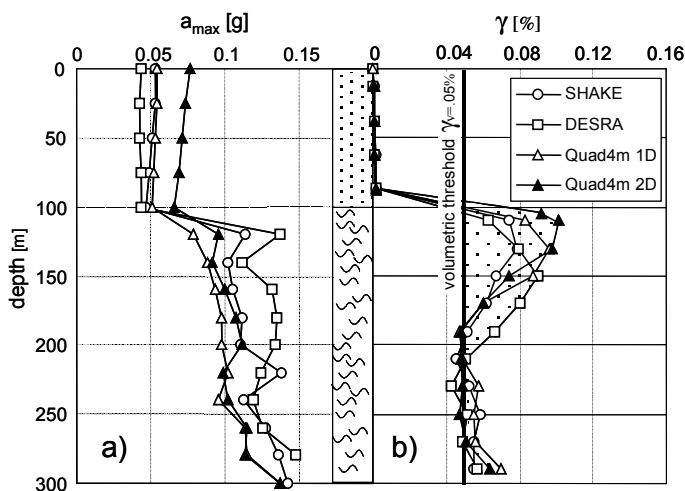 a_max [g]
γ [%]
0 0.05 0.1 0.15
0 0.04 0.08 0.12 0.16
0
50
100
150
200
250
300
depth [m]
volumetric threshold γv=.05%
SHAKE
DESRA
Quad4m 1D
Quad4m 2D
a)
b)